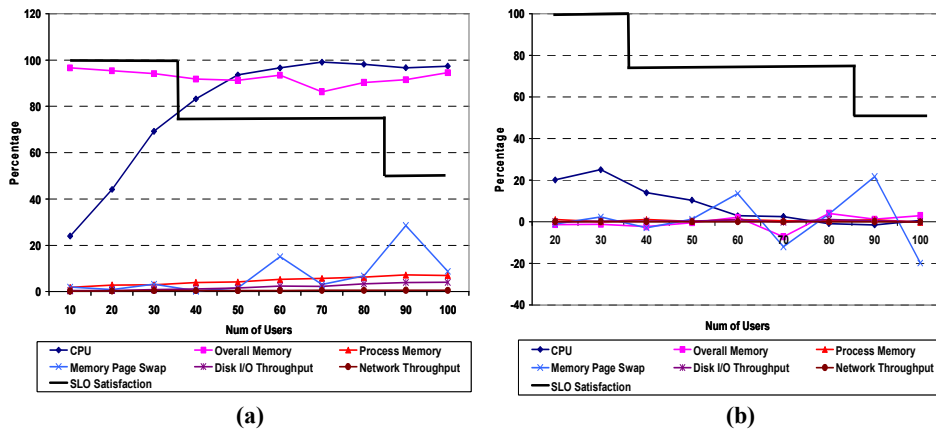 120
100
80
60
40
20
0
Percentage
10 20 30 40 50 60 70 80 90 100
Num of Users
CPU Overall Memory Process Memory
Memory Page Swap Disk I/O Throughput Network Throughput
SLO Satisfaction
(a)
100
80
60
40
20
0
-20
-40
Percentage
20 30 40 50 60 70 80 90 100
Num of Users
CPU Overall Memory Process Memory
Memory Page Swap Disk I/O Throughput Network Throughput
SLO Satisfaction
(b)